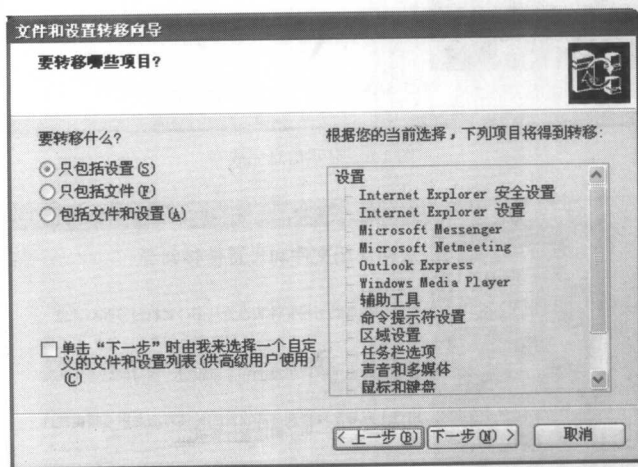 文件和设置转移向导
要转移哪些项目?
要转移什么?
只包括设置(S)
只包括文件(F)
包括文件和设置(A)
单击“下一步”时由我来选择一个自定
义的文件和设置列表(供高级用户使用)
(C)
根据您的当前选择，下列项目将得到转移:
设置
Internet Explorer 安全设置
Internet Explorer 设置
Microsoft Messenger
Microsoft Netmeeting
Outlook Express
Windows Media Player
辅助工具
命令提示符设置
区域设置
任务栏选项
声音和多媒体
鼠标和键盘
< 上一步(B)
下一步(N) >
取消